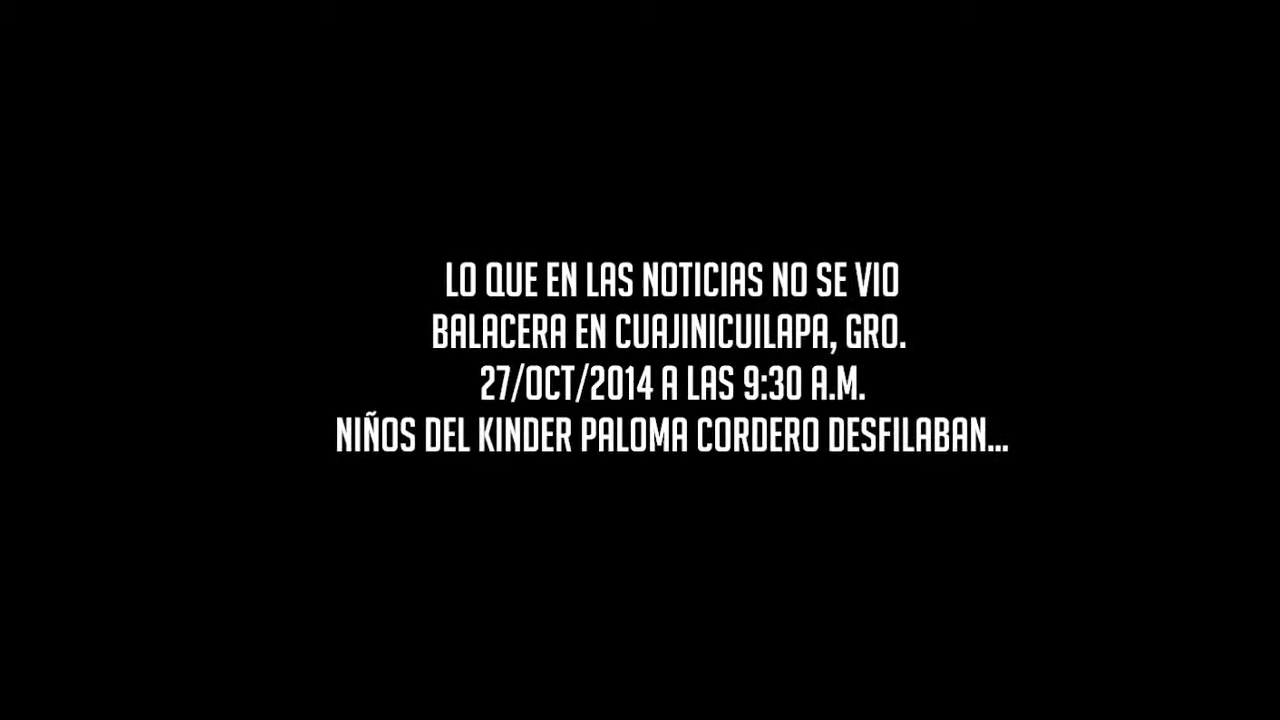 LO QUE EN LAS NOTICIAS NO SE VIO
BALACERA EN CUAJINICUILAPA, GRO.
27/OCT/2014 A LAS 9:30 A.M.
NIÑOS DEL KINDER PALOMA CORDERO DESFILABAN...